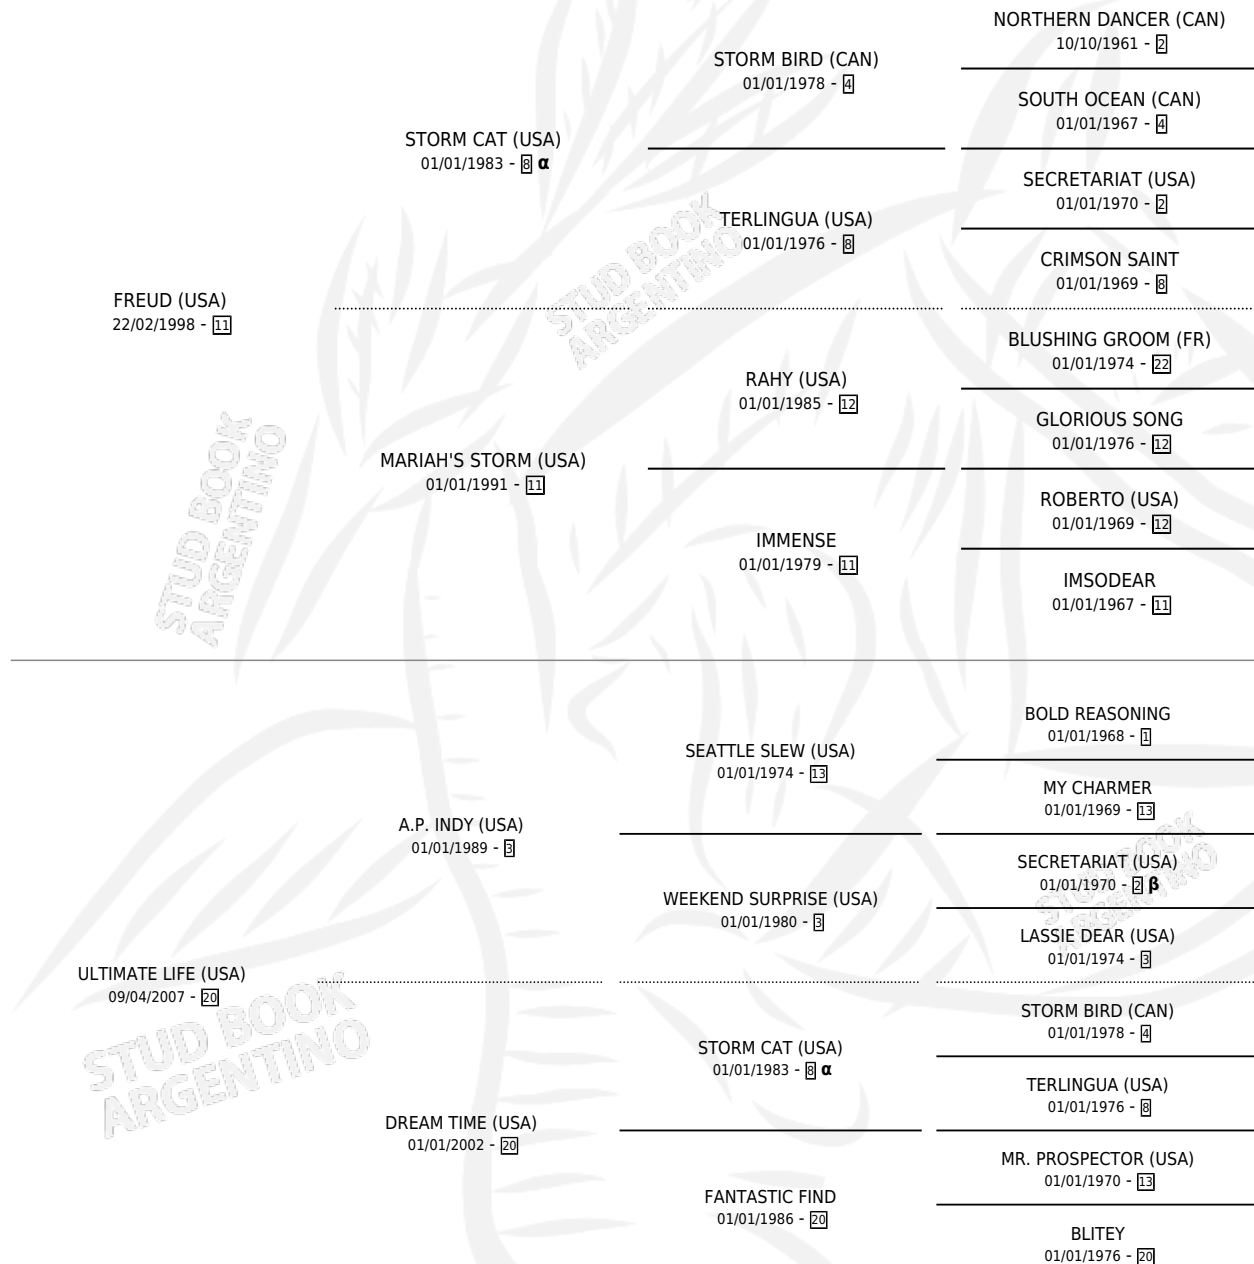 NORTHERN DANCER (CAN)
10/10/1961 - 2
STORM BIRD (CAN)
01/01/1978 - 4
SOUTH OCEAN (CAN)
01/01/1967 - 4
STORM CAT (USA)
01/01/1983 - 8 α
SECRETARIAT (USA)
01/01/1970 - 2
TERLINGUA (USA)
01/01/1976 - 8
CRIMSON SAINT
01/01/1969 - 8
FREUD (USA)
22/02/1998 - 11
BLUSHING GROOM (FR)
01/01/1974 - 22
RAHY (USA)
01/01/1985 - 12
GLORIOUS SONG
01/01/1976 - 12
MARIAH'S STORM (USA)
01/01/1991 - 11
ROBERTO (USA)
01/01/1969 - 12
IMMENSE
01/01/1979 - 11
IMSODEAR
01/01/1967 - 11
BOLD REASONING
01/01/1968 - 1
SEATTLE SLEW (USA)
01/01/1974 - 13
MY CHARMER
01/01/1969 - 13
A.P. INDY (USA)
01/01/1989 - 3
SECRETARIAT (USA)
01/01/1970 - 2 β
WEEKEND SURPRISE (USA)
01/01/1980 - 3
LASSIE DEAR (USA)
01/01/1974 - 3
ULTIMATE LIFE (USA)
09/04/2007 - 20
STORM BIRD (CAN)
01/01/1978 - 4
STORM CAT (USA)
01/01/1983 - 8 α
TERLINGUA (USA)
01/01/1976 - 8
DREAM TIME (USA)
01/01/2002 - 20
MR. PROSPECTOR (USA)
01/01/1970 - 13
FANTASTIC FIND
01/01/1986 - 20
BLITEY
01/01/1976 - 20
STUD BOOK
ARGENTINO
STUD BOOK
ARGENTINO
STUD BOOK
ARGENTINO
STUD BOOK
ARGENTINO